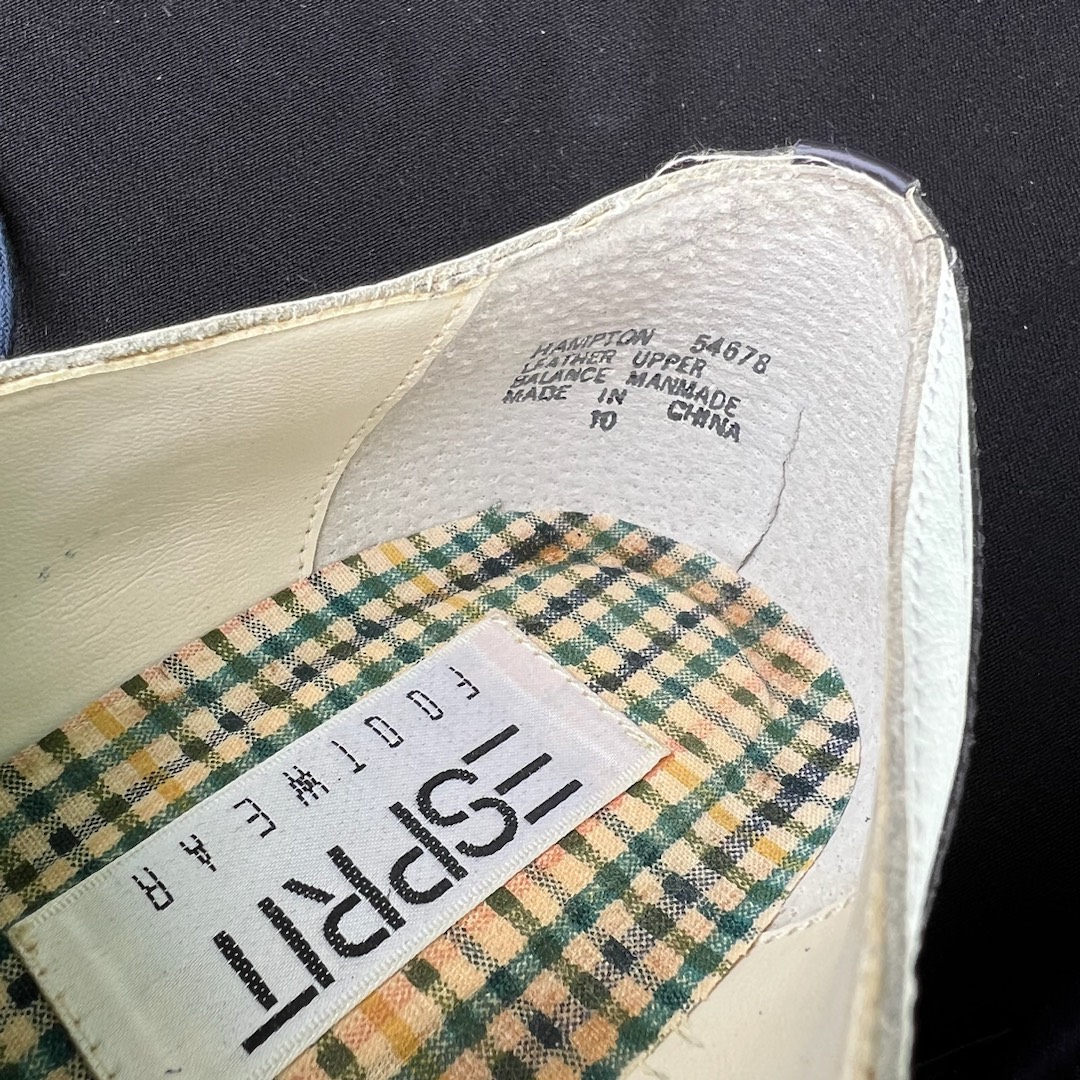 HAMPTON 54678
LEATHER UPPER
BALANCE MANMADE
MADE IN CHINA
10
ESPRIT
FOOTWEAR